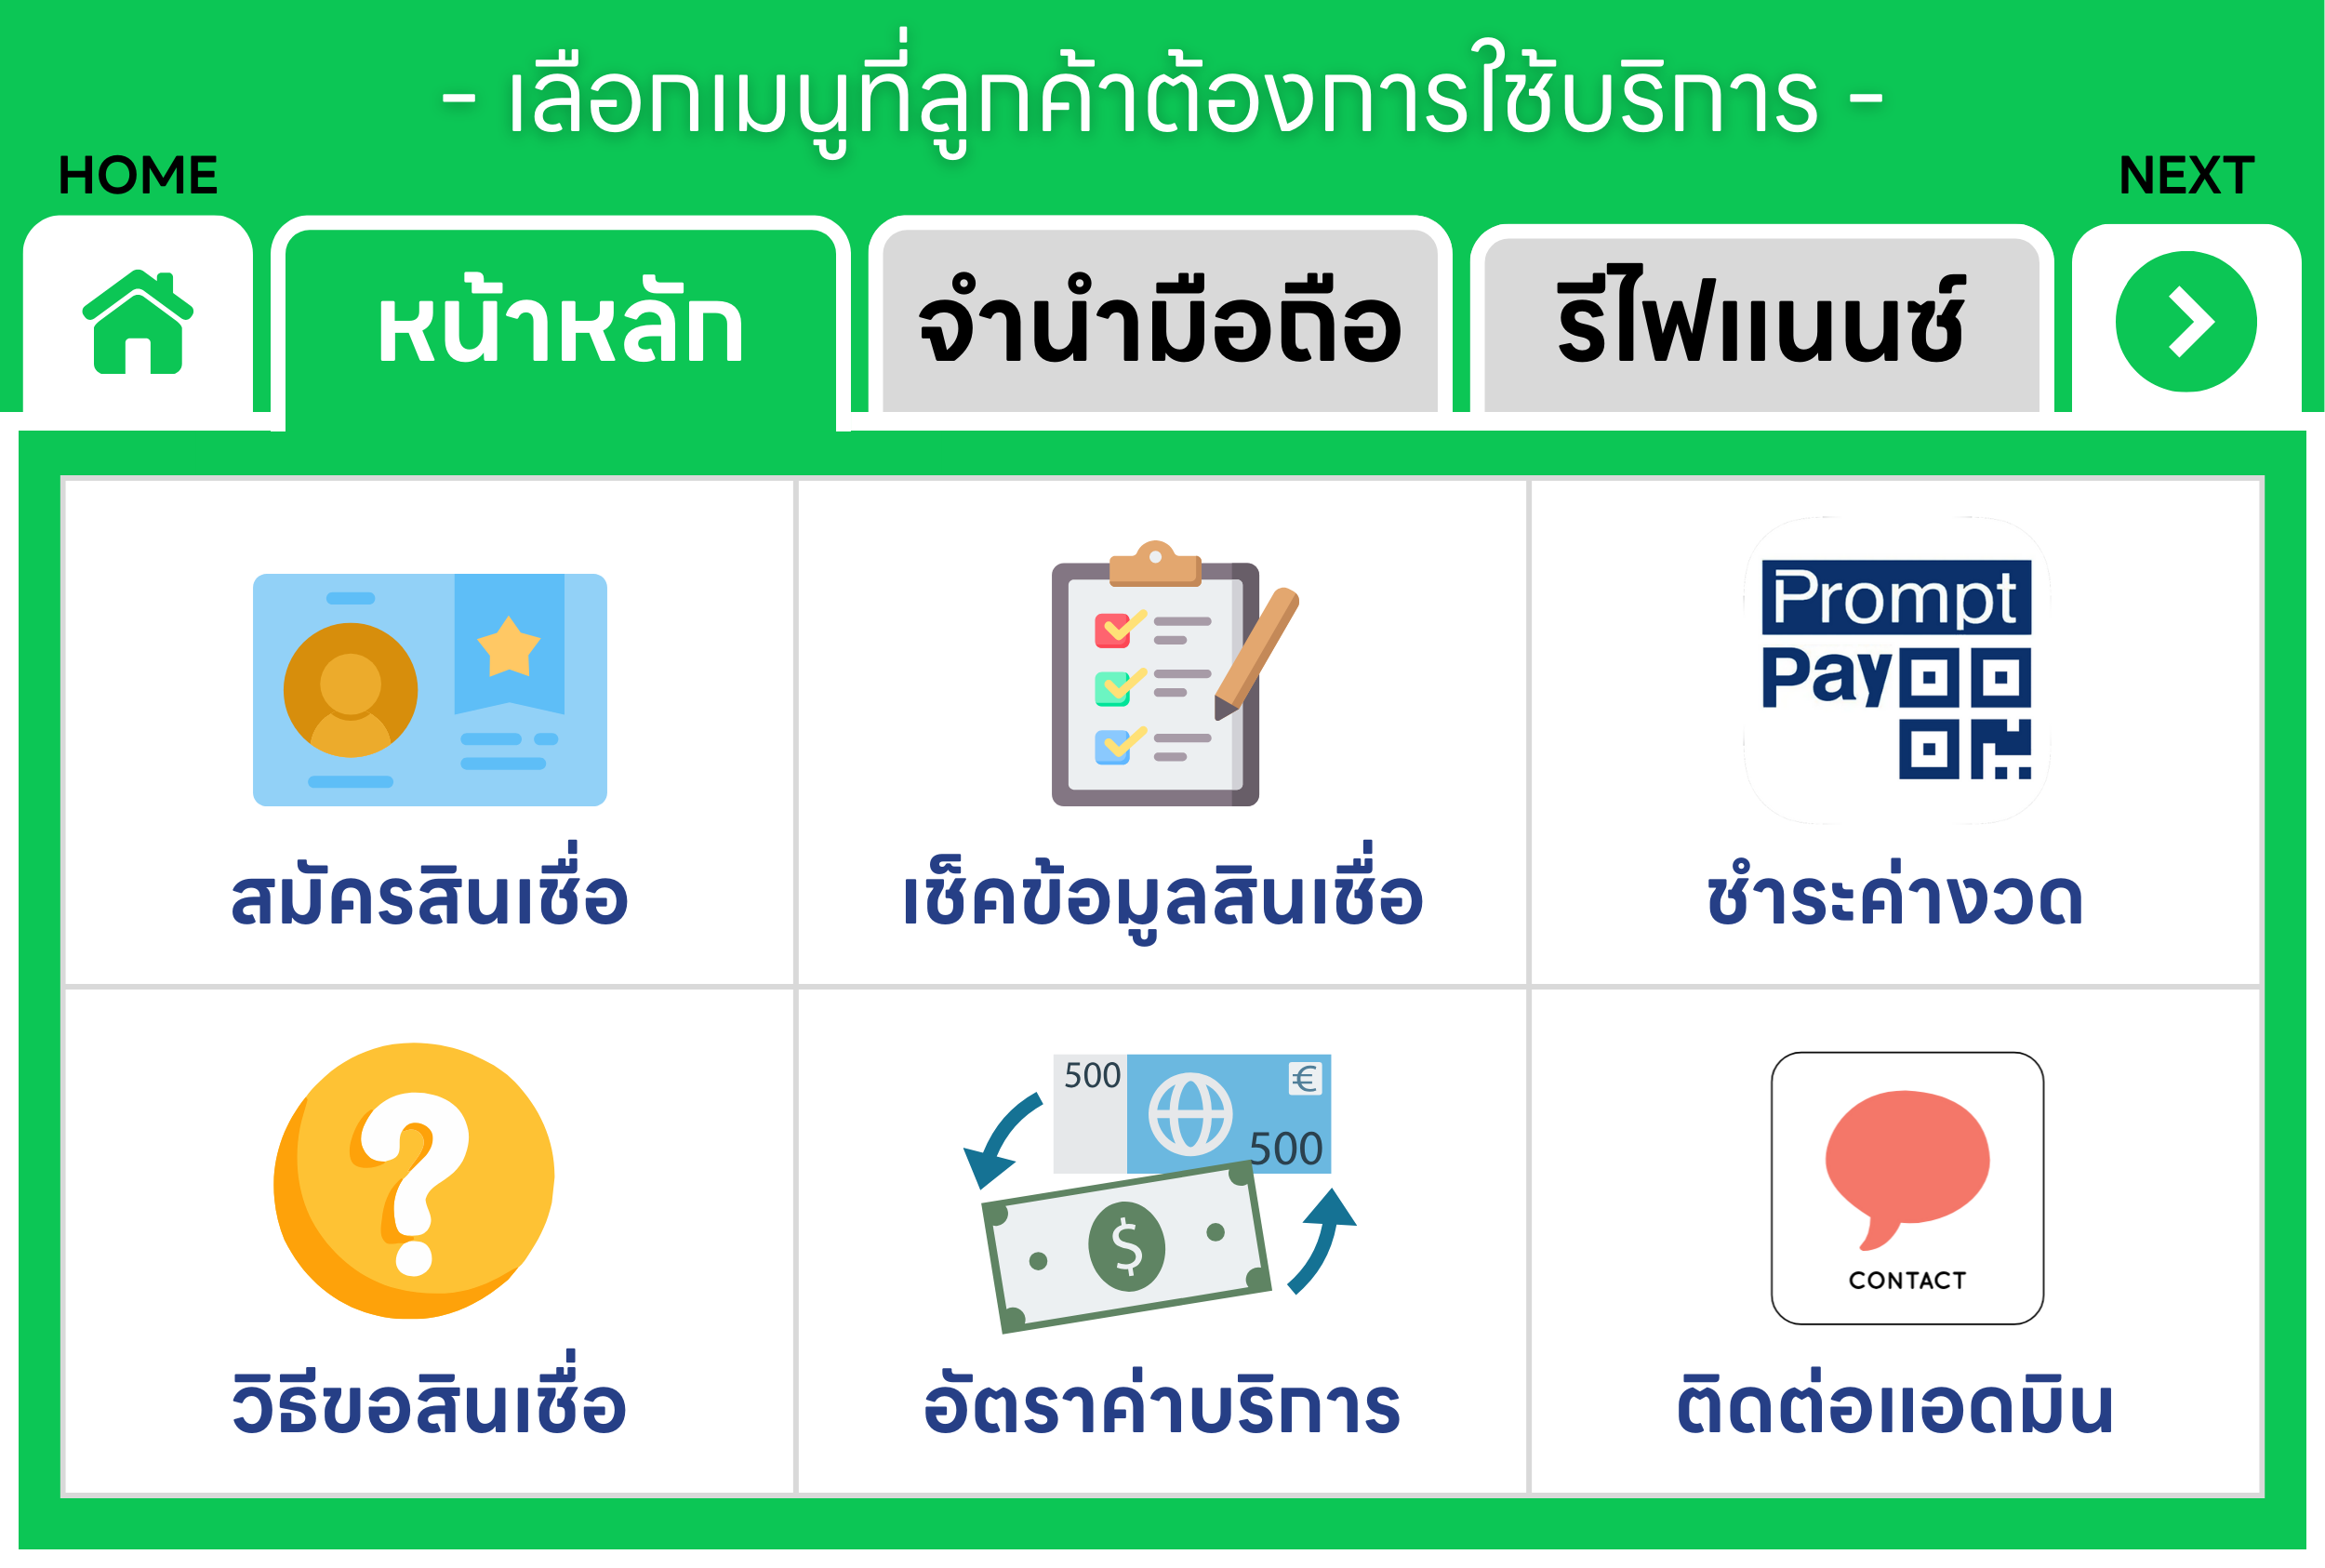 - เลือกเมนูที่ลูกค้าต้องการใช้บริการ -
HOME
NEXT
หน้าหลัก
จำนำมือถือ
รีไฟแนนซ์
Prompt
Pay
สมัครสินเชื่อ
เช็คข้อมูลสินเชื่อ
ชำระค่างวด
?
500
€
500
$
CONTACT
วิธีขอสินเชื่อ
อัตราค่าบริการ
ติดต่อแอดมิน